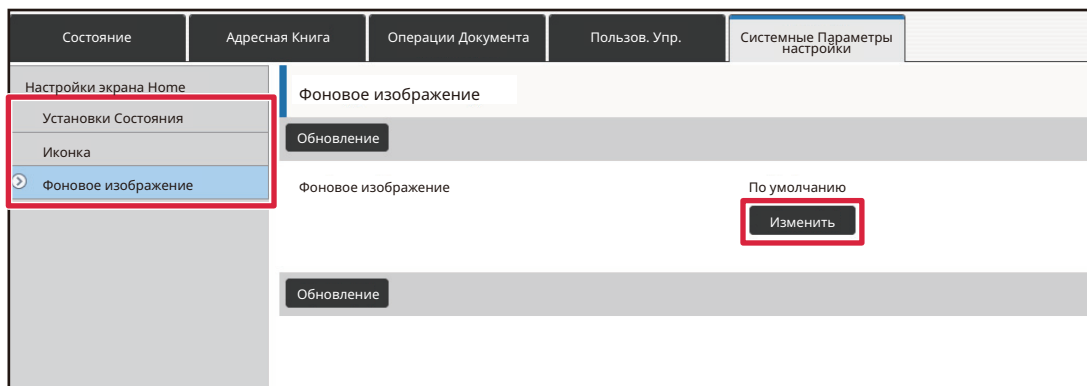 Состояние
Адресная Книга
Операции Документа
Пользов. Упр.
Системные Параметры
настройки
Настройки экрана Home
Установки Состояния
Иконка
Фоновое изображение
Фоновое изображение
Обновление
Фоновое изображение
По умолчанию
Изменить
Обновление